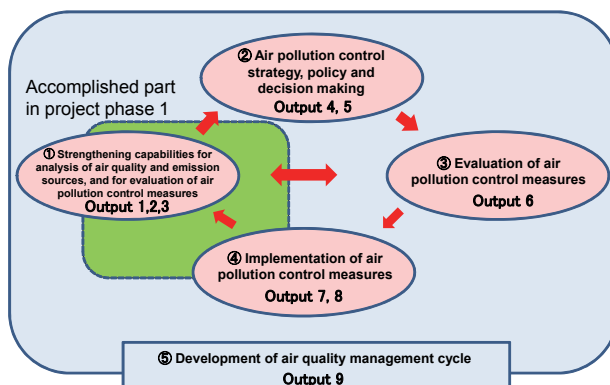 ② Air pollution control
strategy, policy and
decision making
Output 4, 5
Accomplished part
in project phase 1
① Strengthening capabilities for
analysis of air quality and emission
sources, and for evaluation of air
pollution control measures
Output 1,2,3
③ Evaluation of air
pollution control measures
Output 6
④ Implementation of air
pollution control measures
Output 7, 8
⑤ Development of air quality management cycle
Output 9